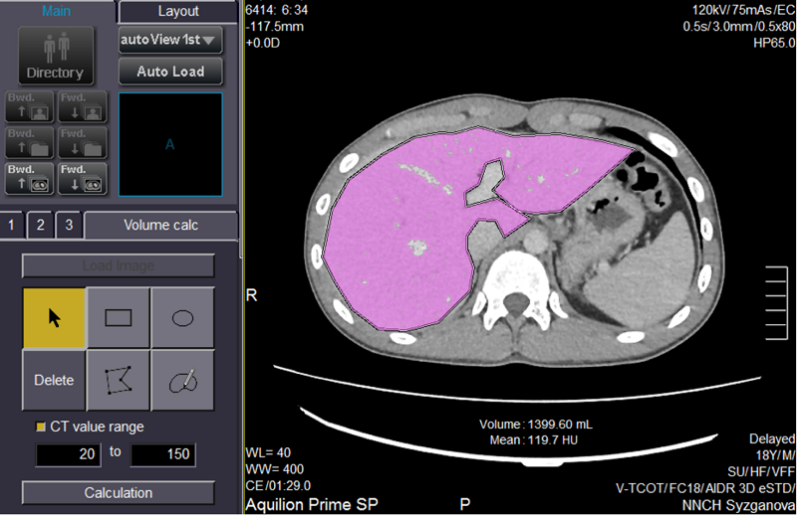 Main
Layout
Directory
autoView 1st
Auto Load
Bwd.
Fwd.
Bwd.
Fwd.
Bwd.
Fwd.
A
1
2
3
Volume calc
Load image
Delete
CT value range
20 to 150
Calculation
6414: 6:34
-117.5mm
+0.0D
120kV/75mAs/EC
0.5s/3.0mm/0.5x80
HP65.0
R
Volume : 1399.60 mL
Mean : 119.7 HU
WL= 40
WW= 400
CE/01:29.0
Aquilion Prime SP
P
Delayed
18Y/M/
SU/HF/VFF
V-TCOT/FC18/AIDR 3D eSTD/
NNCH Syzganova